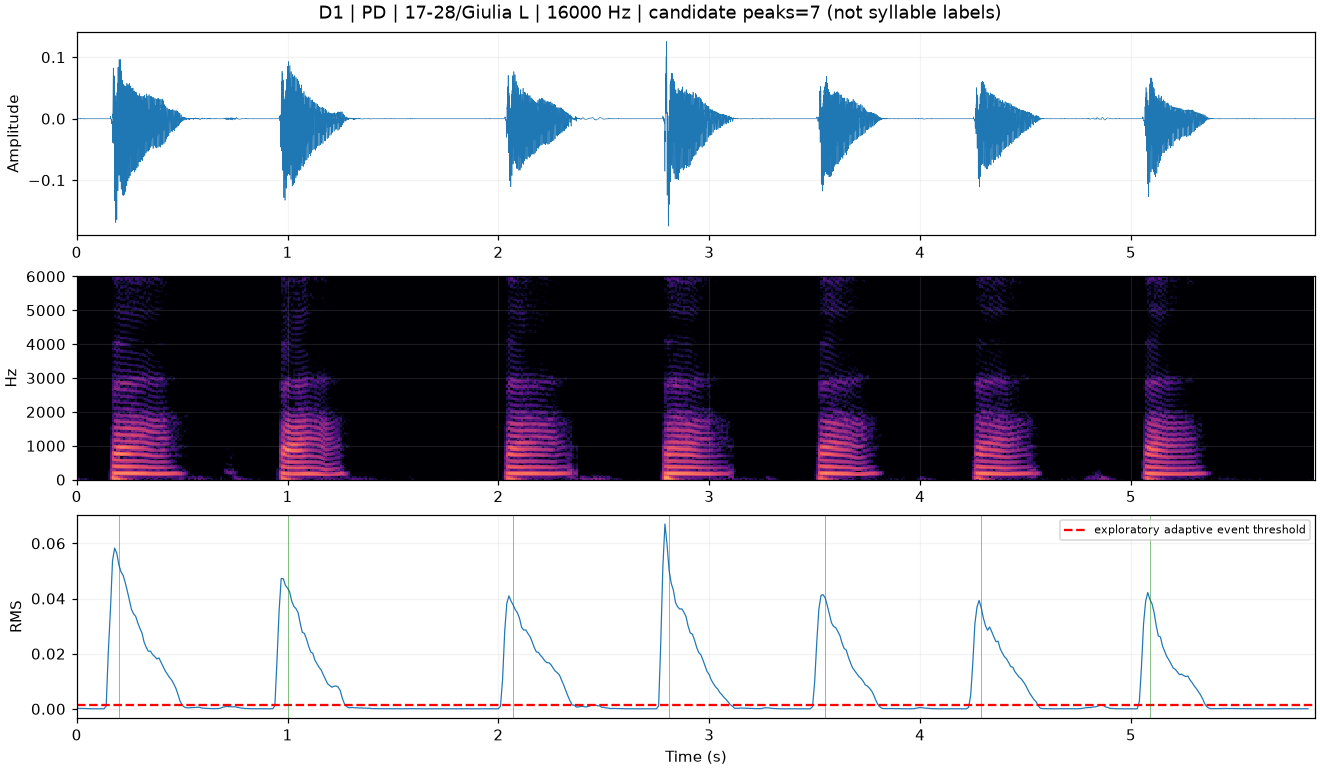 D1 | PD | 17-28/Giulia L | 16000 Hz | candidate peaks=7 (not syllable labels)
0.1
0.0
−0.1
Amplitude
0 1 2 3 4 5
6000
5000
4000
3000
2000
1000
0
Hz
0 1 2 3 4 5
exploratory adaptive event threshold
0.06
0.04
0.02
0.00
RMS
0 1 2 3 4 5
Time (s)